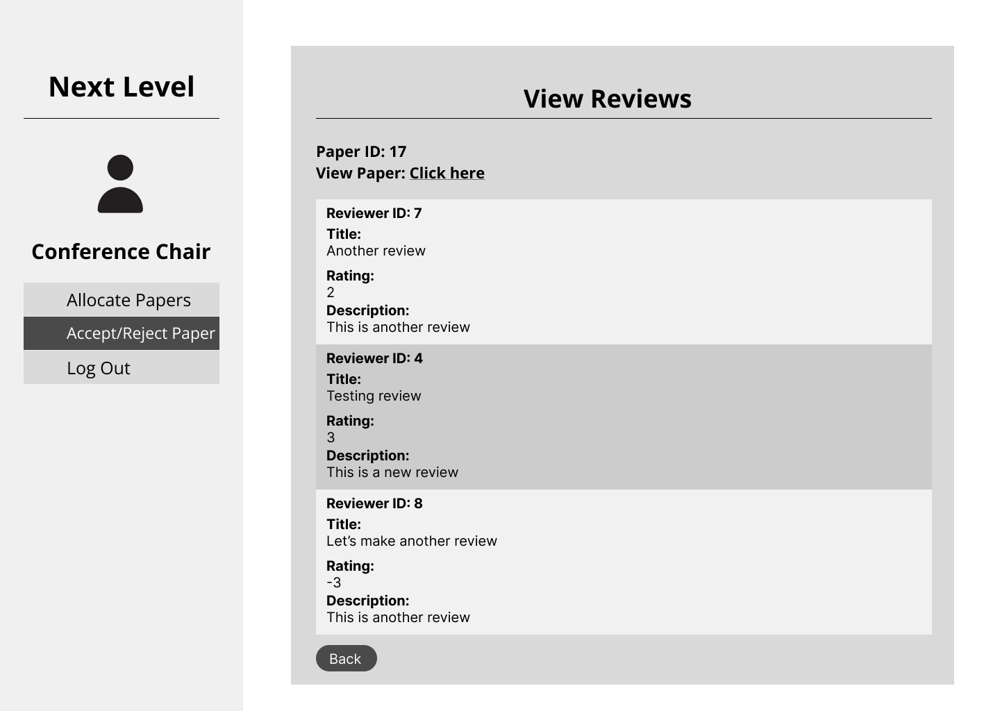 Next Level
Conference Chair
Allocate Papers
Accept/Reject Paper
Log Out
View Reviews
Paper ID: 17
View Paper: Click here
Reviewer ID: 7
Title:
Another review
Rating:
2
Description:
This is another review
Reviewer ID: 4
Title:
Testing review
Rating:
3
Description:
This is a new review
Reviewer ID: 8
Title:
Let’s make another review
Rating:
-3
Description:
This is another review
Back